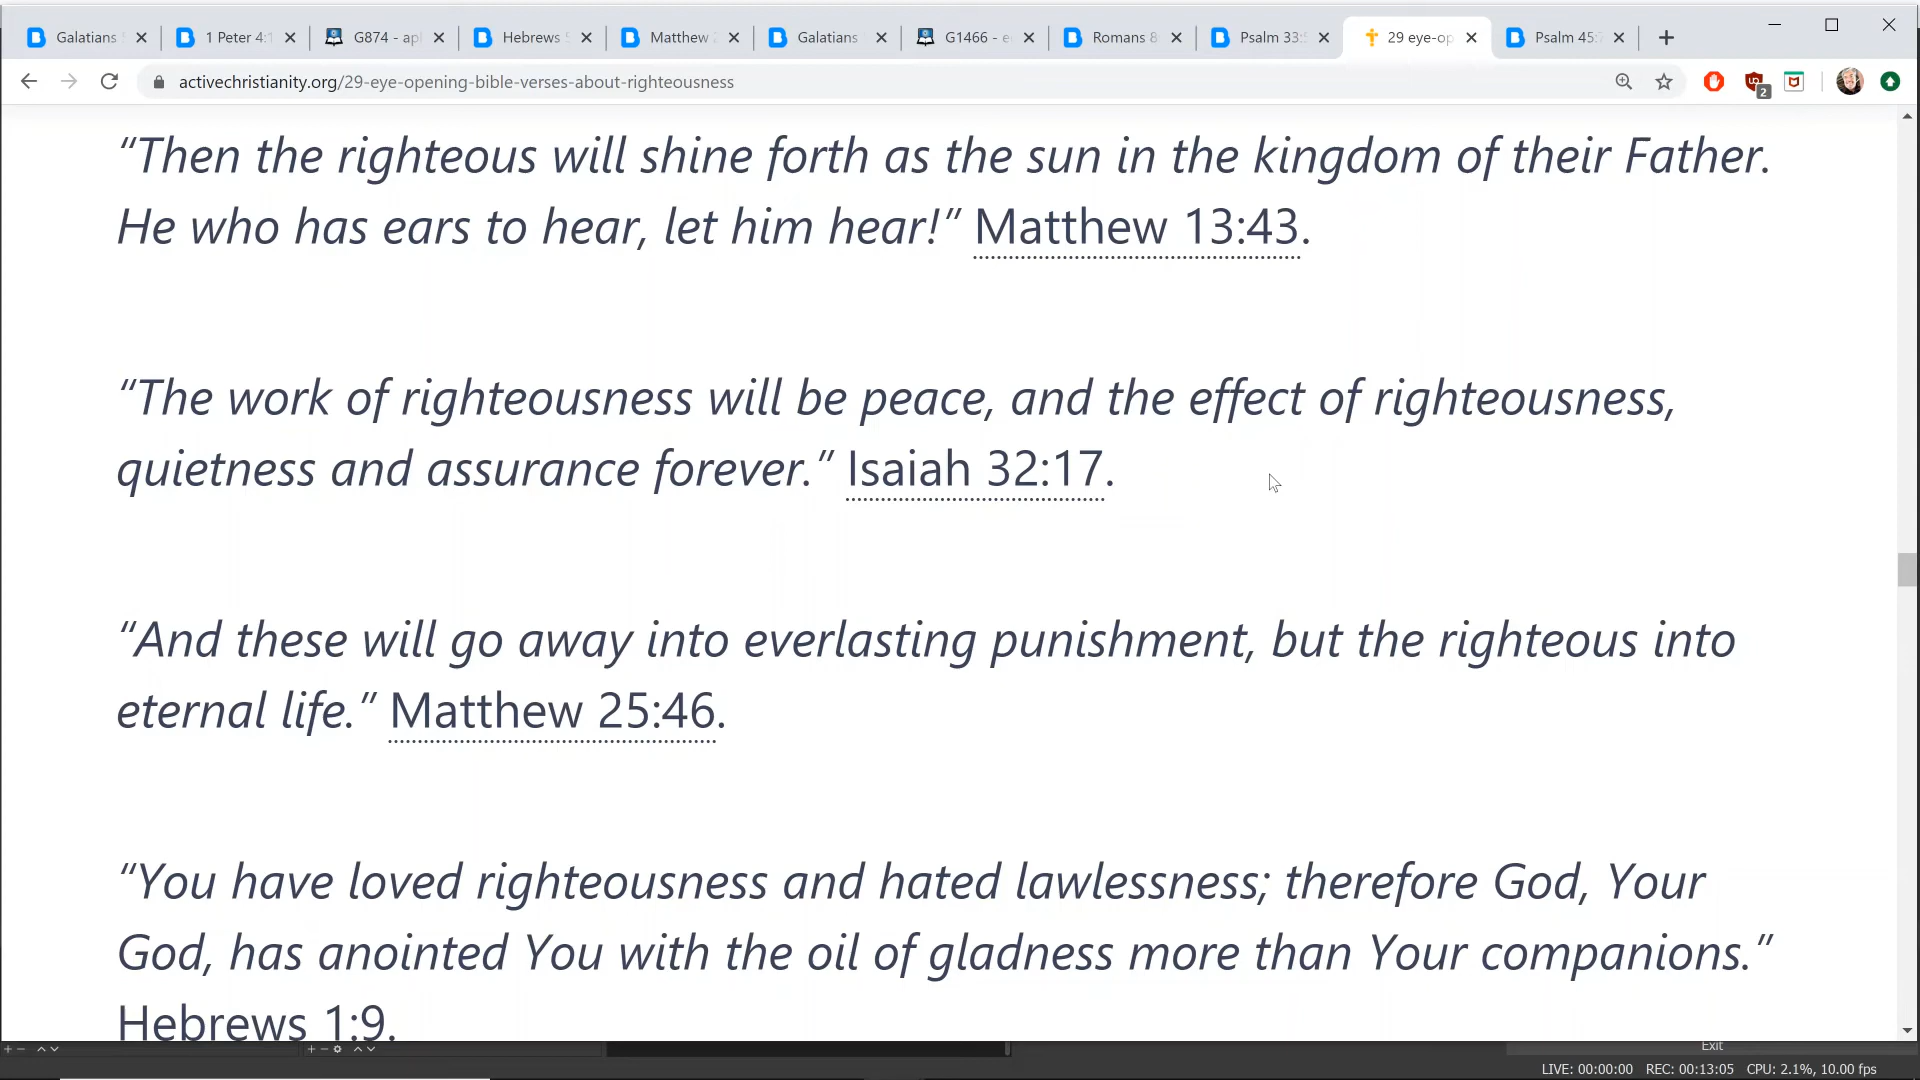 Galatians
1 Peter 4:1
G874 - ap
Hebrews
Matthew
Galatians
G1466 - e
Romans 8
Psalm 33:5
29 eye-op
Psalm 45:7
activechristianity.org/29-eye-opening-bible-verses-about-righteousness
2
“Then the righteous will shine forth as the sun in the kingdom of their Father.
He who has ears to hear, let him hear!” Matthew 13:43.
“The work of righteousness will be peace, and the effect of righteousness,
quietness and assurance forever.” Isaiah 32:17.
“And these will go away into everlasting punishment, but the righteous into
eternal life.” Matthew 25:46.
“You have loved righteousness and hated lawlessness; therefore God, Your
God, has anointed You with the oil of gladness more than Your companions.”
Hebrews 1:9.
Exit
LIVE: 00:00:00 REC: 00:13:05 CPU: 2.1%, 10.00 fps